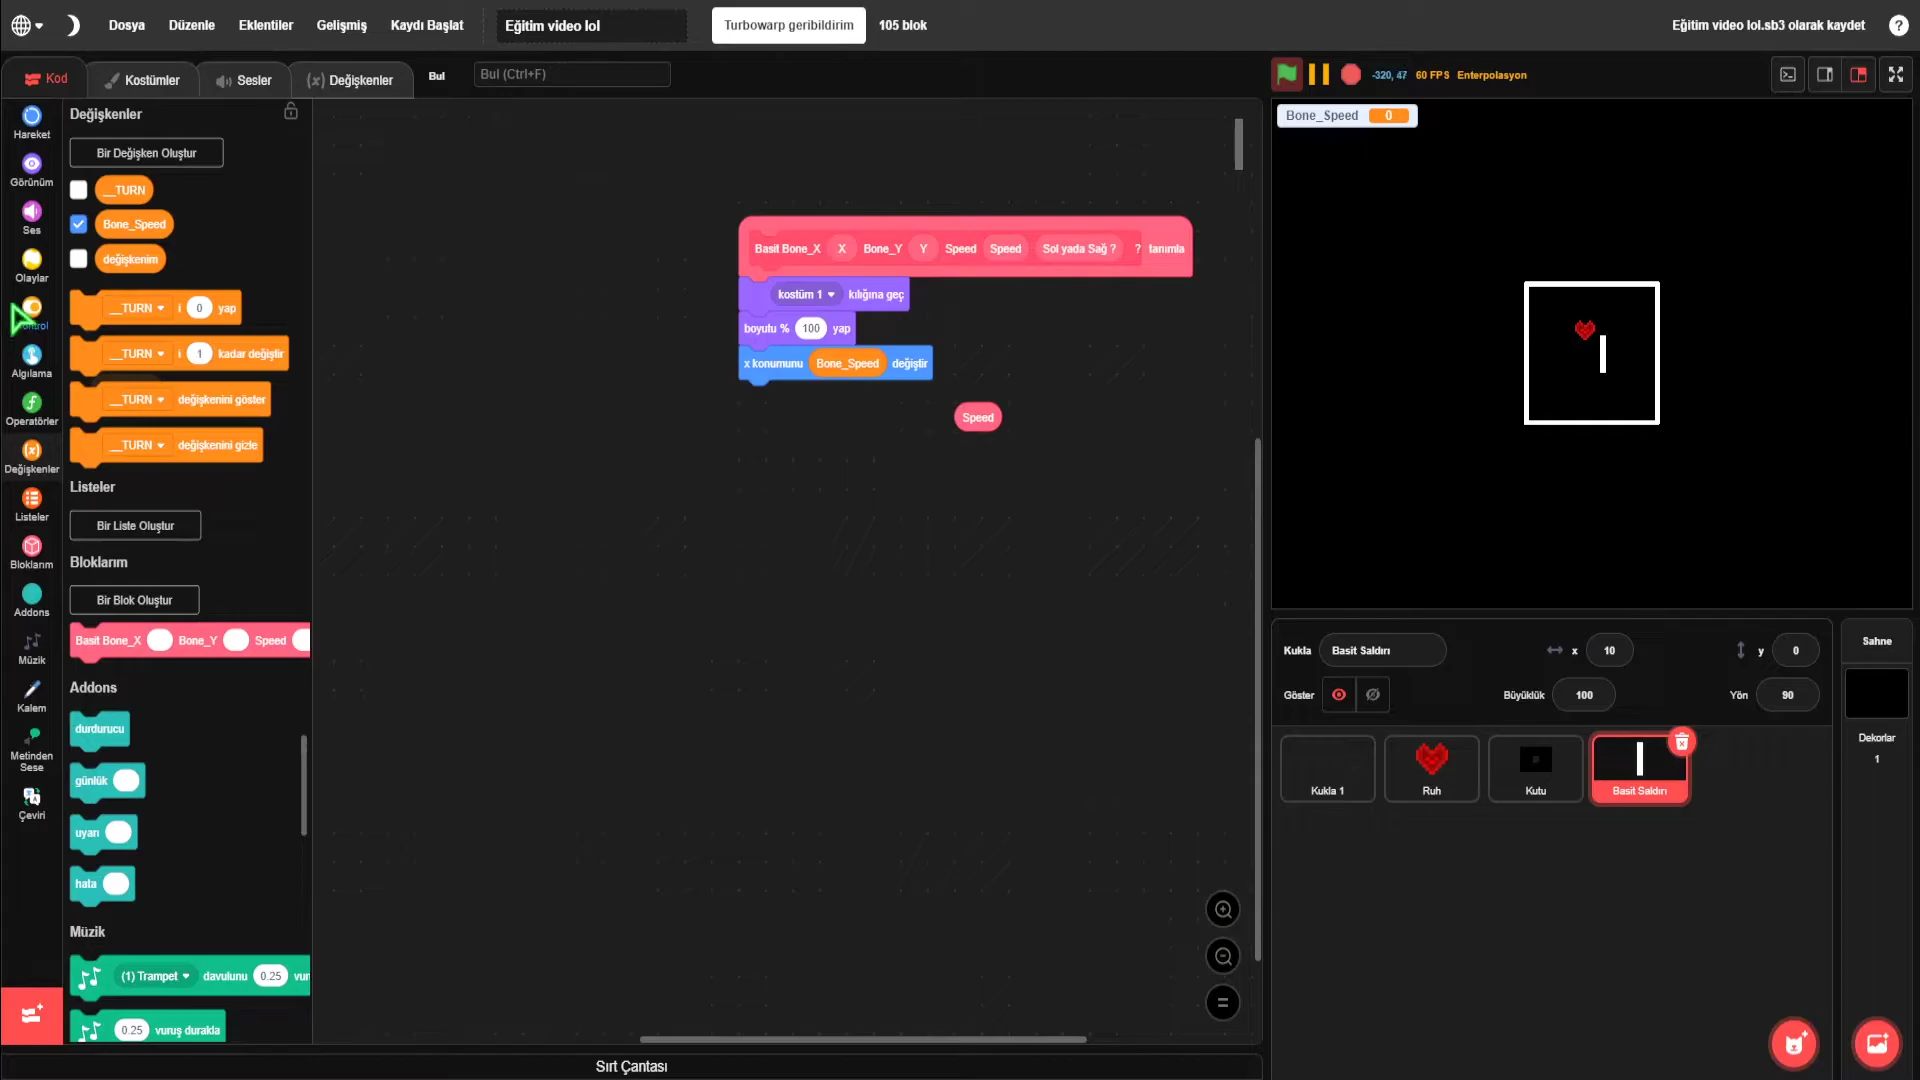 Dosya Düzenle Eklentiler Gelişmiş Kaydı Başlat Eğitim video lol Turbowarp geribildirim 105 blok Eğitim video lol.sb3 olarak kaydet ?
Kod Kostümler Sesler (x) Değişkenler Bul Bul (Ctrl+F) -320, 47 60 FPS Enterpolasyon
Hareket
Görünüm
Ses
Olaylar
Algılama
Operatörler
Değişkenler
Listeler
Bloklarım
Addons
Müzik
Kalem
Metinden
Sese
Çeviri
Değişkenler
Bir Değişken Oluştur
__TURN
Bone_Speed
değişkenim
__TURN i 0 yap
__TURN i 1 kadar değiştir
__TURN değişkenini göster
__TURN değişkenini gizle
Listeler
Bir Liste Oluştur
Bloklarım
Bir Blok Oluştur
Basit Bone_X Bone_Y Speed
Addons
durdurucu
günlük
uyan
hata
Müzik
(1) Trampet davulunu 0.25 vur
0.25 vuruş durakla
Basit Bone_X X Bone_Y Y Speed Speed Sol yada Sağ ? ? tanımla
kostüm 1 kılığına geç
boyutu % 100 yap
x konumunu Bone_Speed değiştir
Speed
Sırt Çantası
Bone_Speed 0
Kukla Basit Saldırı x 10 y 0
Göster Büyüklük 100 Yön 90
Kukla 1 Ruh Kutu Basit Saldırı
Sahne
Dekorlar
1